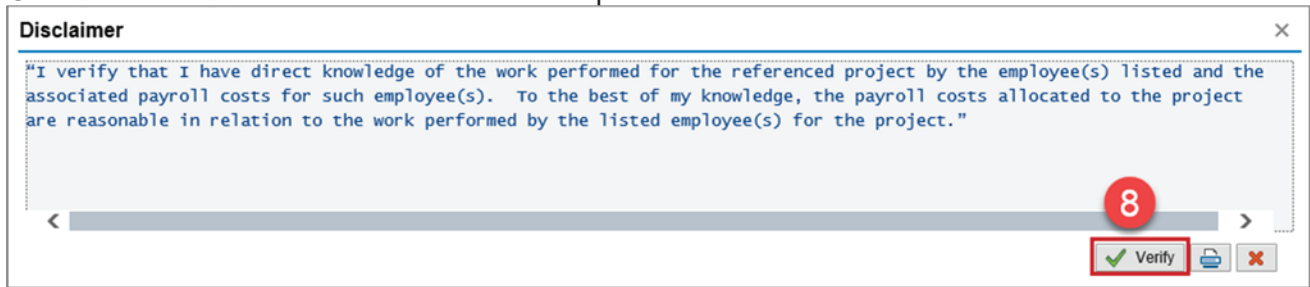 Disclaimer
"I verify that I have direct knowledge of the work performed for the referenced project by the employee(s) listed and the
associated payroll costs for such employee(s).  To the best of my knowledge, the payroll costs allocated to the project
are reasonable in relation to the work performed by the listed employee(s) for the project."
8
Verify